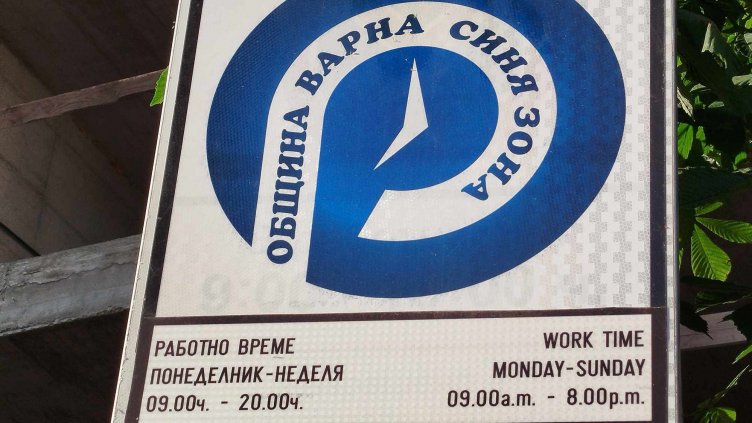 ОБЩИНА ВАРНА СИНЯ ЗОНА
РАБОТНО ВРЕМЕ
ПОНЕДЕЛНИК-НЕДЕЛЯ
09.00ч. - 20.00ч.
WORK TIME
MONDAY-SUNDAY
09.00a.m. - 8.00p.m.